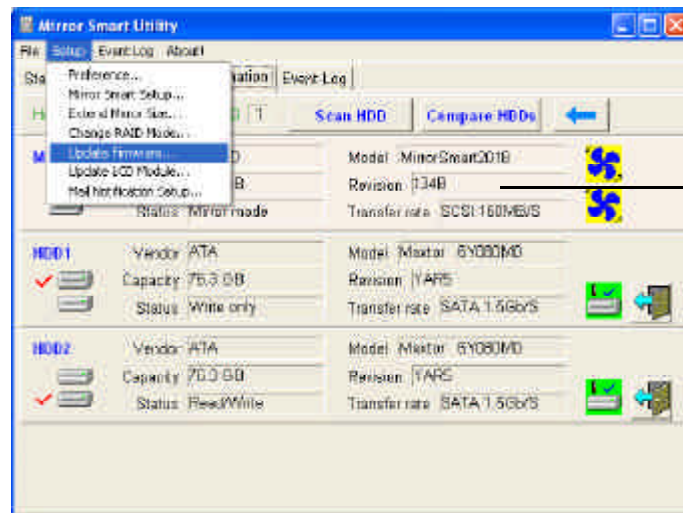 Mirror Smart Utility
File Setup Event Log About
Preference...
Mirror Smart Setup...
Extend Mirror Size...
Change RAID Mode...
Update Firmware...
Update LCD Module...
Mail Notification Setup...
Event Log
1 Scan HDD Compare HDDs
Model MirrorSmart201B
Revision 134B
Status Mirror mode Transfer rate SCSI 160MB/S
HDD1 Vendor ATA Model Maxtor 6Y080M0
Capacity 76.3 GB Revision YAR5
Status Write only Transfer rate SATA 1.5Gb/S
HDD2 Vendor ATA Model Maxtor 6Y080M0
Capacity 76.3 GB Revision YAR5
Status Read/Write Transfer rate SATA 1.5Gb/S